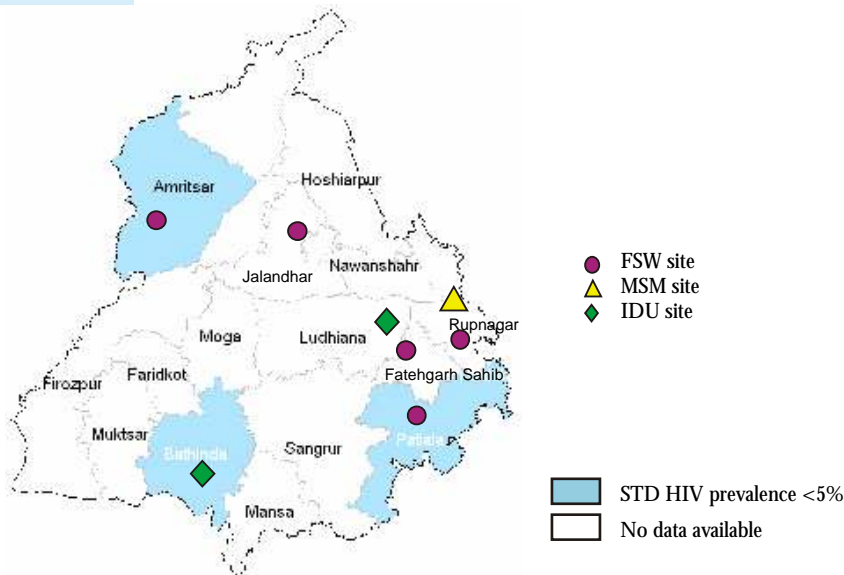 Hoshiarpur
Amritsar
Nawanshahr
Jalandhar
Rupnagar
Ludhiana
Moga
Fatehgarh Sahib
Faridkot
Firozpur
Muktsar
Sangrur
Patiala
Bathinda
Mansa
FSW site
MSM site
IDU site
STD HIV prevalence <5%
No data available